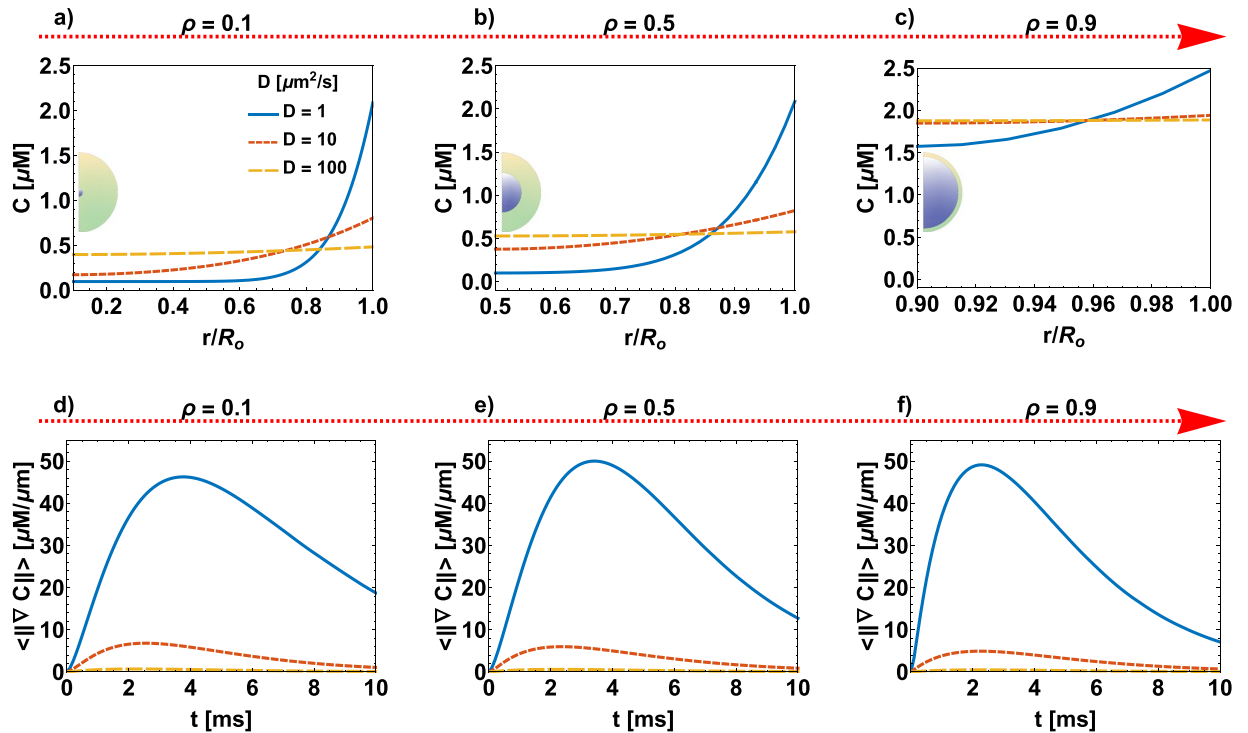 a) ρ = 0.1 b) ρ = 0.5 c) ρ = 0.9
2.5 2.0 1.5 1.0 0.5 0.0
C [μM]
D [μm²/s]
D = 1
D = 10
D = 100
0.2 0.4 0.6 0.8 1.0
r/Rₒ
2.5 2.0 1.5 1.0 0.5 0.0
C [μM]
0.5 0.6 0.7 0.8 0.9 1.0
r/Rₒ
2.5 2.0 1.5 1.0 0.5 0.0
C [μM]
0.90 0.92 0.94 0.96 0.98 1.00
r/Rₒ
d) ρ = 0.1 e) ρ = 0.5 f) ρ = 0.9
50 40 30 20 10 0
<||∇ C||> [μM/μm]
0 2 4 6 8 10
t [ms]
50 40 30 20 10 0
<||∇ C||> [μM/μm]
0 2 4 6 8 10
t [ms]
50 40 30 20 10 0
<||∇ C||> [μM/μm]
0 2 4 6 8 10
t [ms]